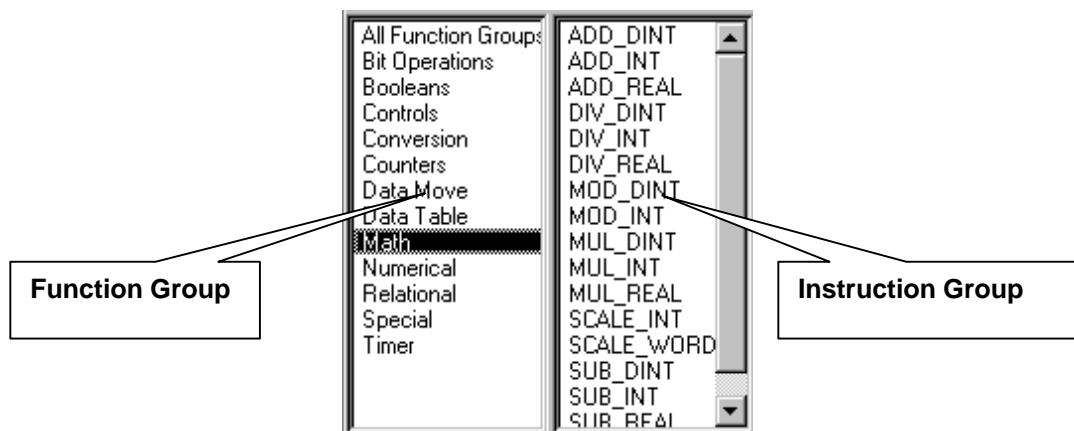 All Function Groups
Bit Operations
Booleans
Controls
Conversion
Counters
Data Move
Data Table
Math
Numerical
Relational
Special
Timer
ADD_DINT
ADD_INT
ADD_REAL
DIV_DINT
DIV_INT
DIV_REAL
MOD_DINT
MOD_INT
MUL_DINT
MUL_INT
MUL_REAL
SCALE_INT
SCALE_WORD
SUB_DINT
SUB_INT
SUB_REAL
Function Group
Instruction Group